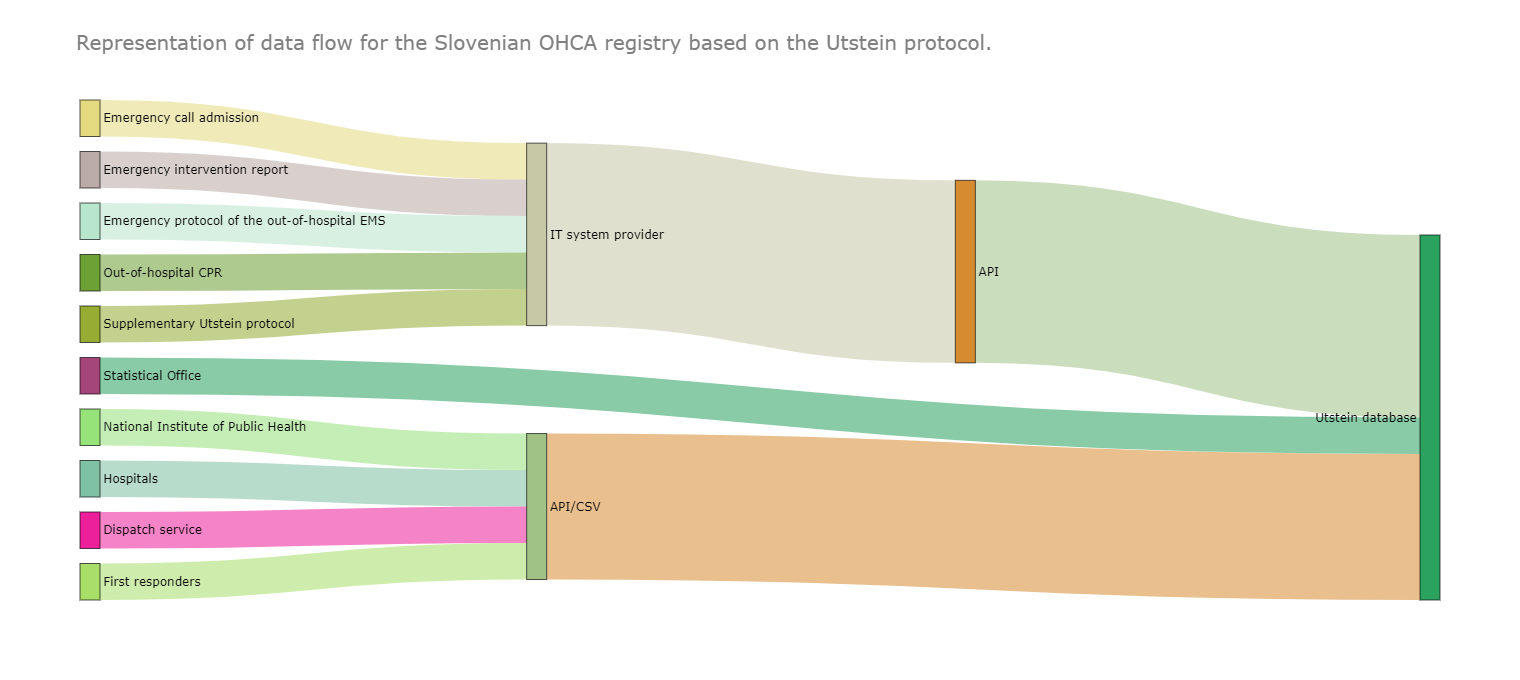 Representation of data flow for the Slovenian OHCA registry based on the Utstein protocol.
Emergency call admission
Emergency intervention report
Emergency protocol of the out-of-hospital EMS
Out-of-hospital CPR
Supplementary Utstein protocol
Statistical Office
National Institute of Public Health
Hospitals
Dispatch service
First responders
IT system provider
API/CSV
API
Utstein database